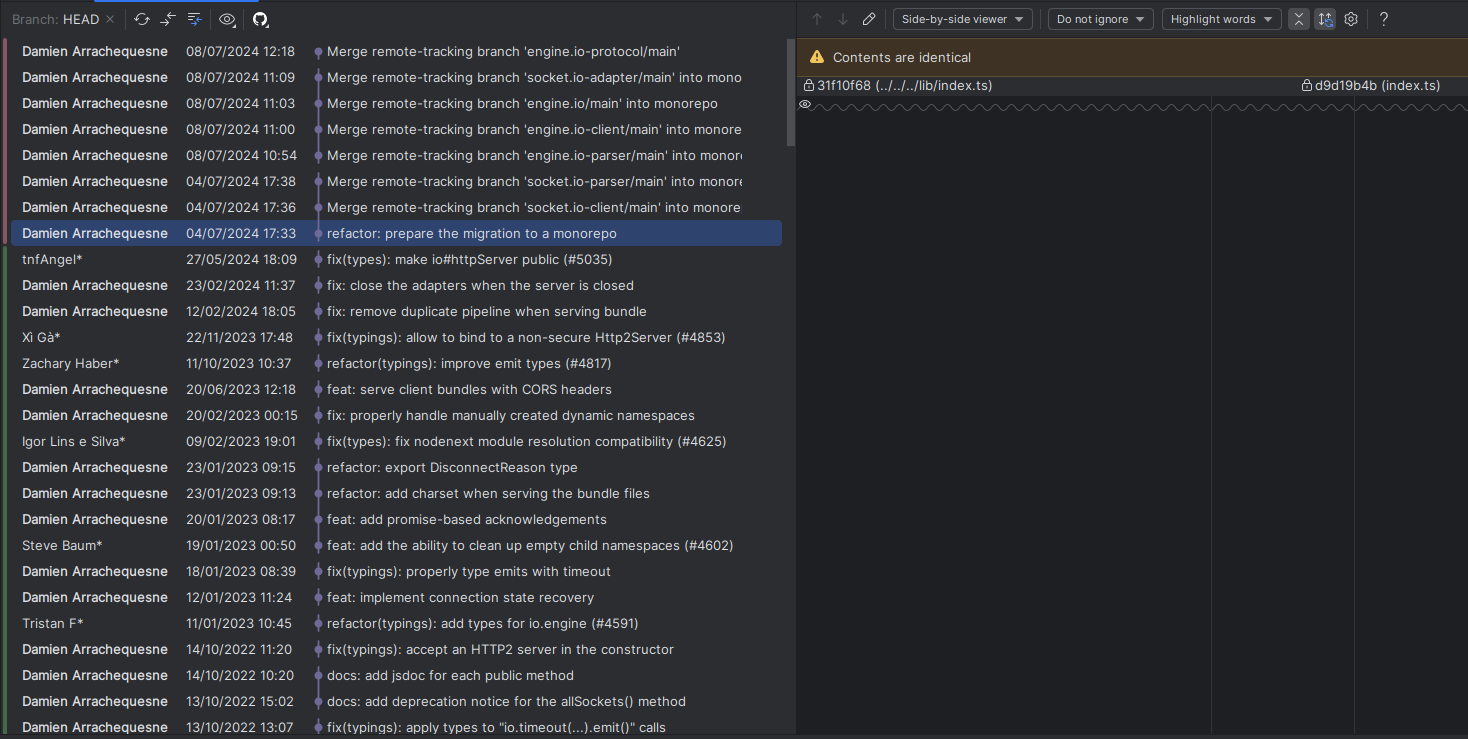 Branch: HEAD ×
Side-by-side viewer Do not ignore Highlight words ?
Contents are identical
31f10f68 (../../../lib/index.ts) d9d19b4b (index.ts)
Damien Arrachequesne 08/07/2024 12:18 Merge remote-tracking branch 'engine.io-protocol/main'
Damien Arrachequesne 08/07/2024 11:09 Merge remote-tracking branch 'socket.io-adapter/main' into mono
Damien Arrachequesne 08/07/2024 11:03 Merge remote-tracking branch 'engine.io/main' into monorepo
Damien Arrachequesne 08/07/2024 11:00 Merge remote-tracking branch 'engine.io-client/main' into monore
Damien Arrachequesne 08/07/2024 10:54 Merge remote-tracking branch 'engine.io-parser/main' into monor
Damien Arrachequesne 04/07/2024 17:38 Merge remote-tracking branch 'socket.io-parser/main' into monor
Damien Arrachequesne 04/07/2024 17:36 Merge remote-tracking branch 'socket.io-client/main' into monore
Damien Arrachequesne 04/07/2024 17:33 refactor: prepare the migration to a monorepo
tnfAngel* 27/05/2024 18:09 fix(types): make io#httpServer public (#5035)
Damien Arrachequesne 23/02/2024 11:37 fix: close the adapters when the server is closed
Damien Arrachequesne 12/02/2024 18:05 fix: remove duplicate pipeline when serving bundle
Xì Gà* 22/11/2023 17:48 fix(typings): allow to bind to a non-secure Http2Server (#4853)
Zachary Haber* 11/10/2023 10:37 refactor(typings): improve emit types (#4817)
Damien Arrachequesne 20/06/2023 12:18 feat: serve client bundles with CORS headers
Damien Arrachequesne 20/02/2023 00:15 fix: properly handle manually created dynamic namespaces
Igor Lins e Silva* 09/02/2023 19:01 fix(types): fix nodenext module resolution compatibility (#4625)
Damien Arrachequesne 23/01/2023 09:15 refactor: export DisconnectReason type
Damien Arrachequesne 23/01/2023 09:13 refactor: add charset when serving the bundle files
Damien Arrachequesne 20/01/2023 08:17 feat: add promise-based acknowledgements
Steve Baum* 19/01/2023 00:50 feat: add the ability to clean up empty child namespaces (#4602)
Damien Arrachequesne 18/01/2023 08:39 fix(typings): properly type emits with timeout
Damien Arrachequesne 12/01/2023 11:24 feat: implement connection state recovery
Tristan F* 11/01/2023 10:45 refactor(typings): add types for io.engine (#4591)
Damien Arrachequesne 14/10/2022 11:20 fix(typings): accept an HTTP2 server in the constructor
Damien Arrachequesne 14/10/2022 10:20 docs: add jsdoc for each public method
Damien Arrachequesne 13/10/2022 15:02 docs: add deprecation notice for the allSockets() method
Damien Arrachequesne 13/10/2022 13:07 fix(typings): apply types to "io.timeout(...).emit()" calls